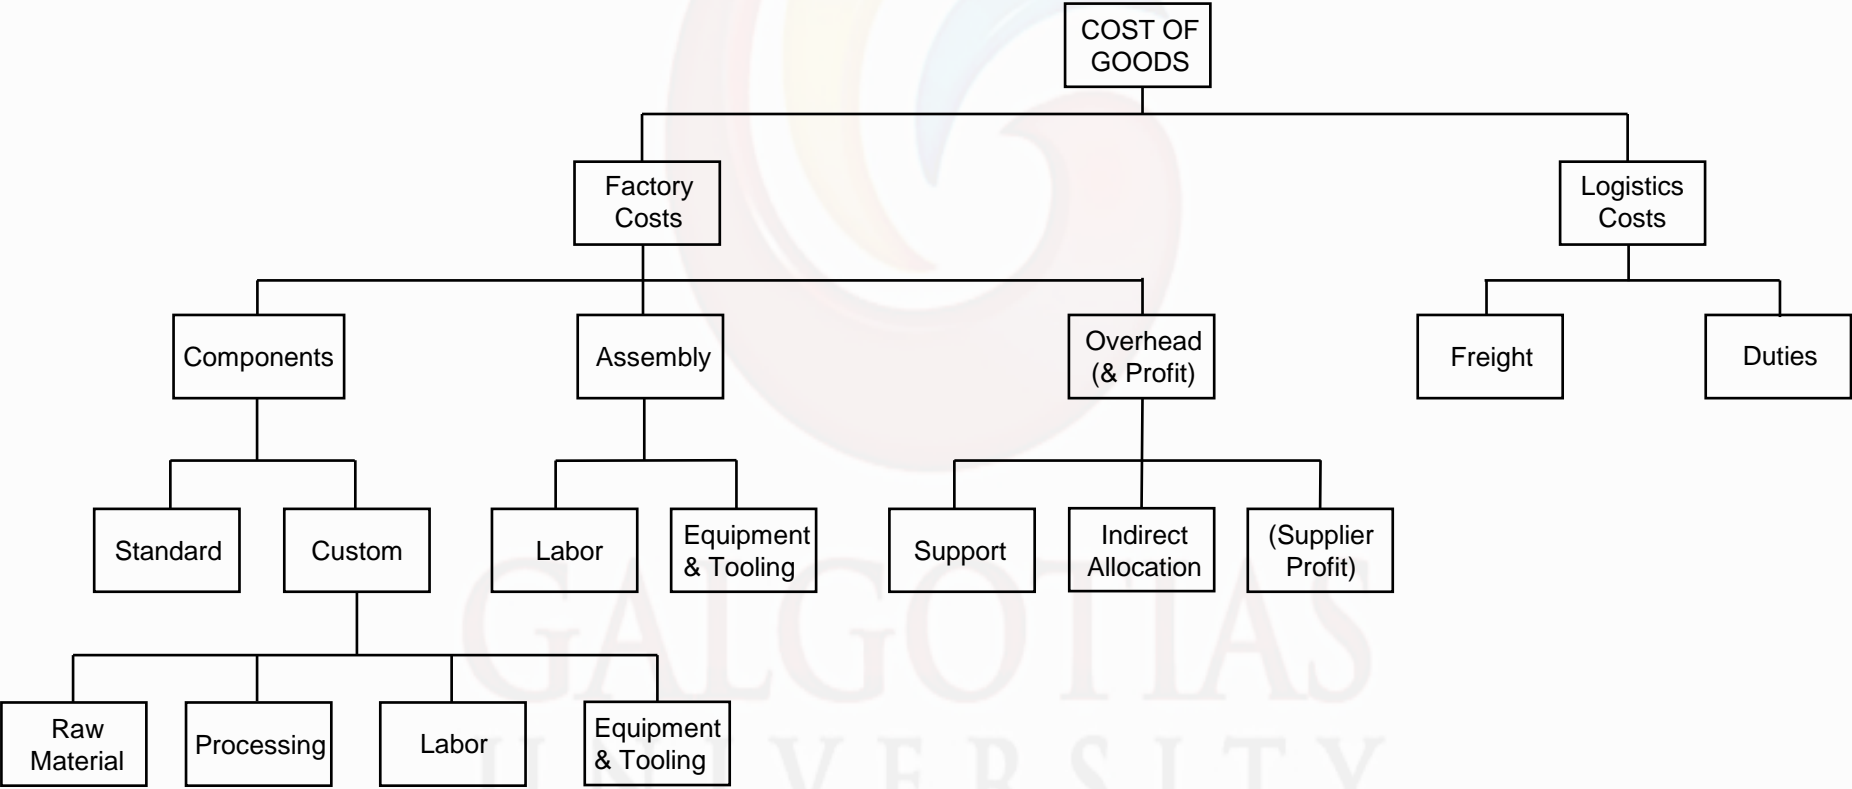 COST OF
GOODS
Factory
Costs
Logistics
Costs
Components
Assembly
Overhead
(& Profit)
Freight
Duties
Standard
Custom
Labor
Equipment
& Tooling
Support
Indirect
Allocation
(Supplier
Profit)
Raw
Material
Processing
Labor
Equipment
& Tooling
GALGOTIAS
UNIVERSITY